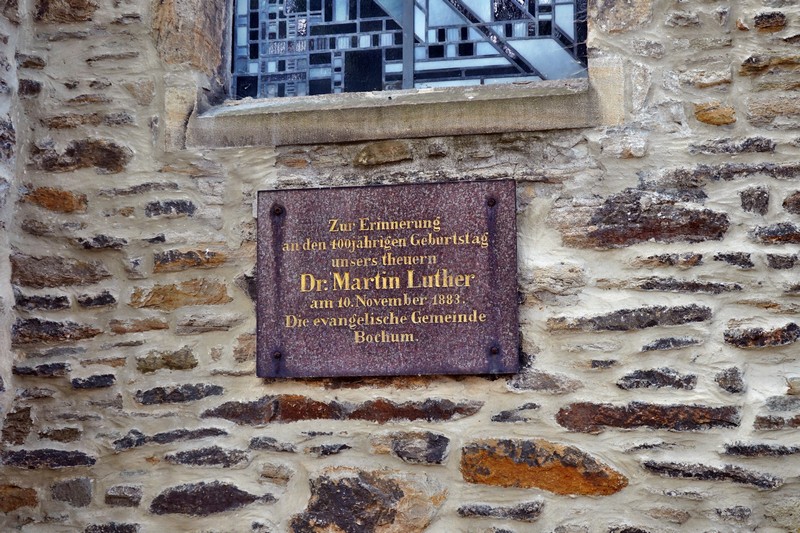 Zur Erinnerung
an den 400jährigen Geburtstag
unsers theuern
Dr. Martin Luther
am 10. November 1883.
Die evangelische Gemeinde
Bochum.